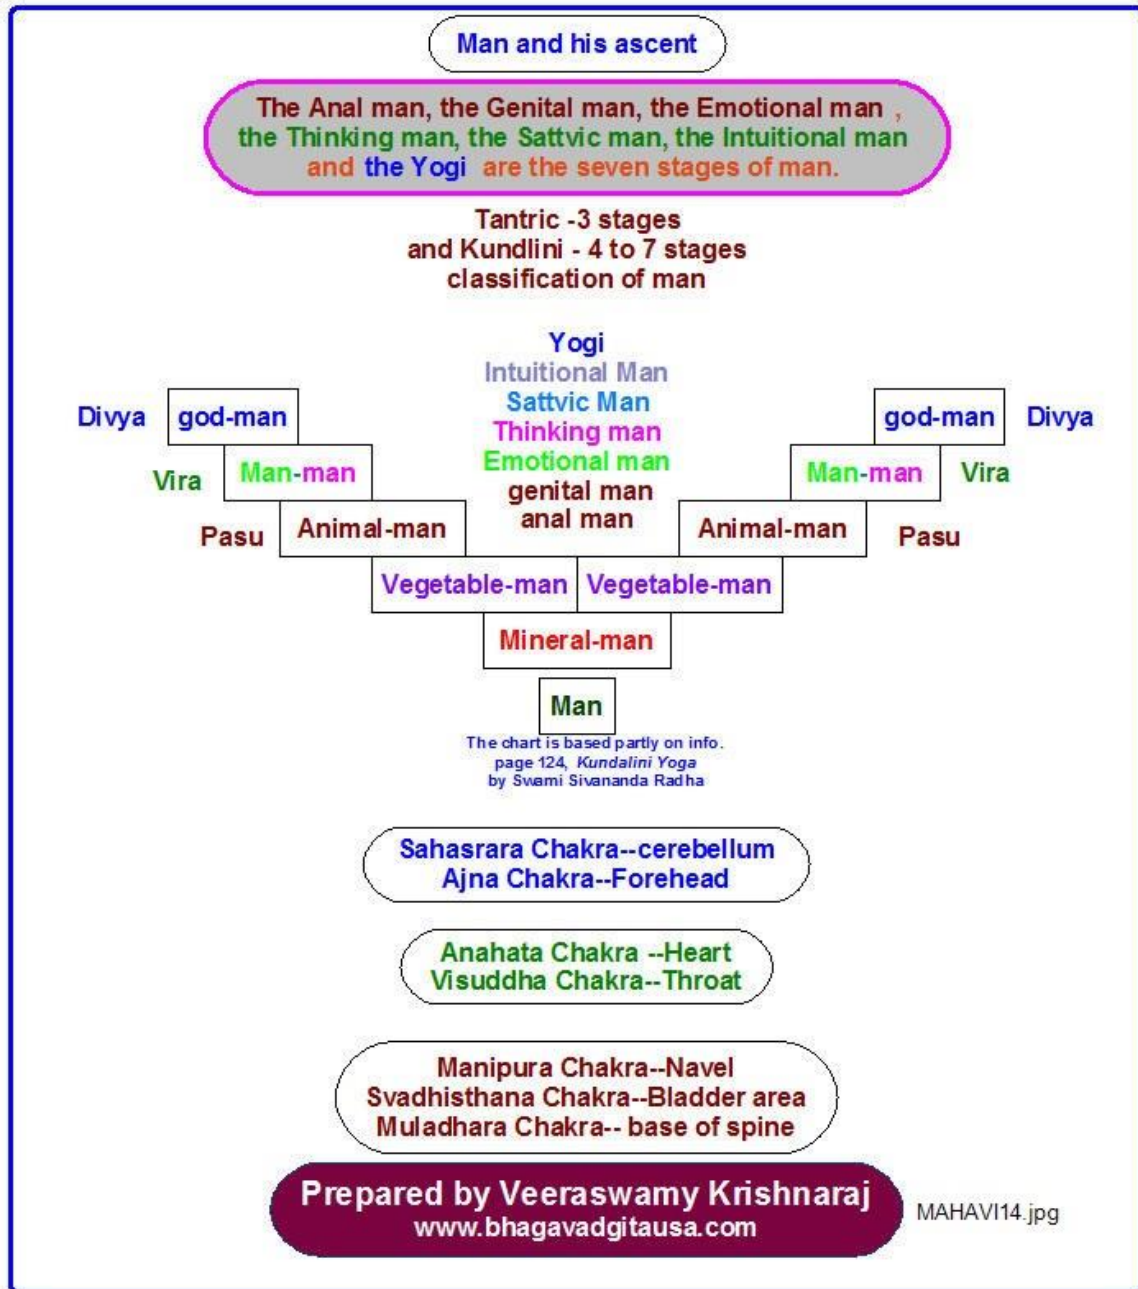 Man and his ascent
The Anal man, the Genital man, the Emotional man ,
the Thinking man, the Sattvic man, the Intuitional man
and the Yogi are the seven stages of man.
Tantric -3 stages
and Kundlini - 4 to 7 stages
classification of man
Yogi
Intuitional Man
Sattvic Man
Thinking man
Emotional man
genital man
anal man
Divya god-man god-man Divya
Vira Man-man Man-man Vira
Pasu Animal-man Animal-man Pasu
Vegetable-man Vegetable-man
Mineral-man
Man
The chart is based partly on info.
page 124, Kundalini Yoga
by Swami Sivananda Radha
Sahasrara Chakra--cerebellum
Ajna Chakra--Forehead
Anahata Chakra --Heart
Visuddha Chakra--Throat
Manipura Chakra--Navel
Svadhisthana Chakra--Bladder area
Muladhara Chakra-- base of spine
Prepared by Veeraswamy Krishnaraj
www.bhagavadgitausa.com
MAHAVI14.jpg